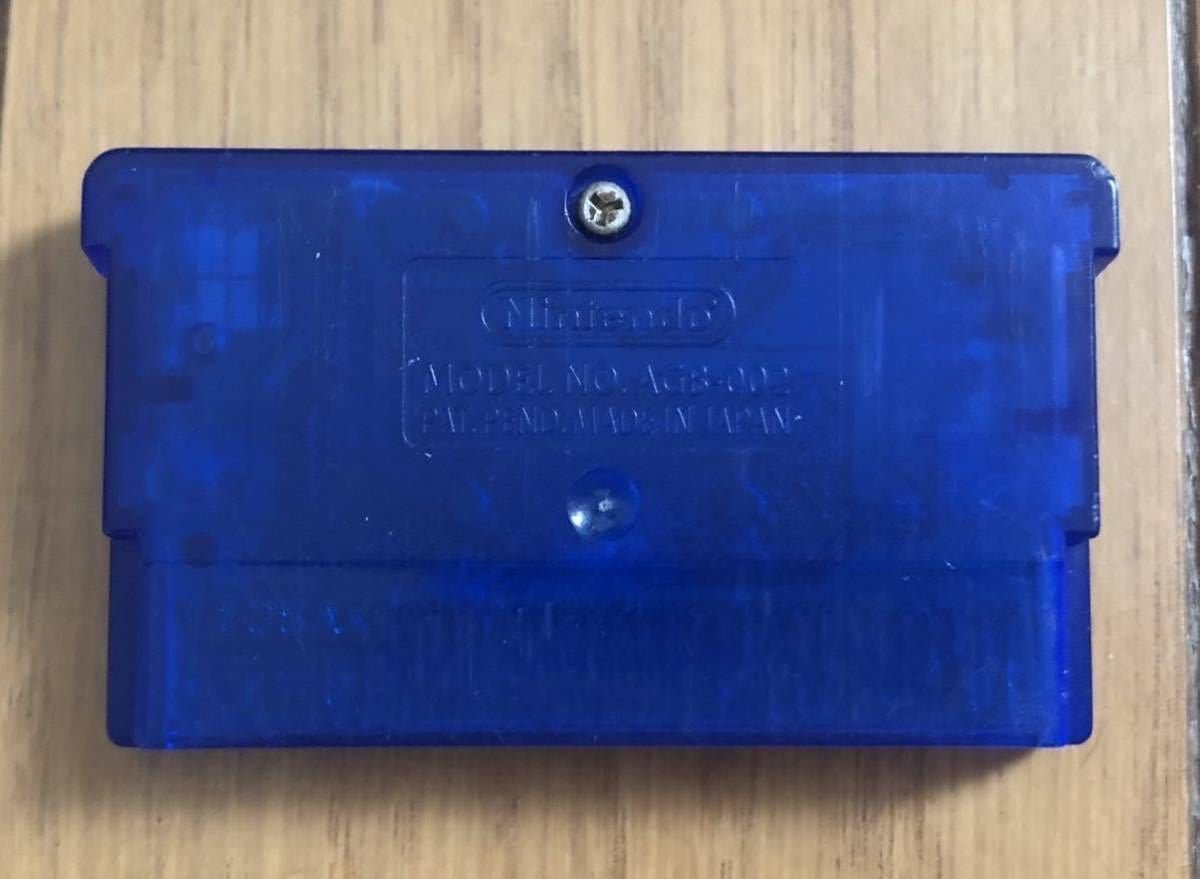 Nintendo®
MODEL NO. AGB-002
PAT. PEND. MADE IN JAPAN